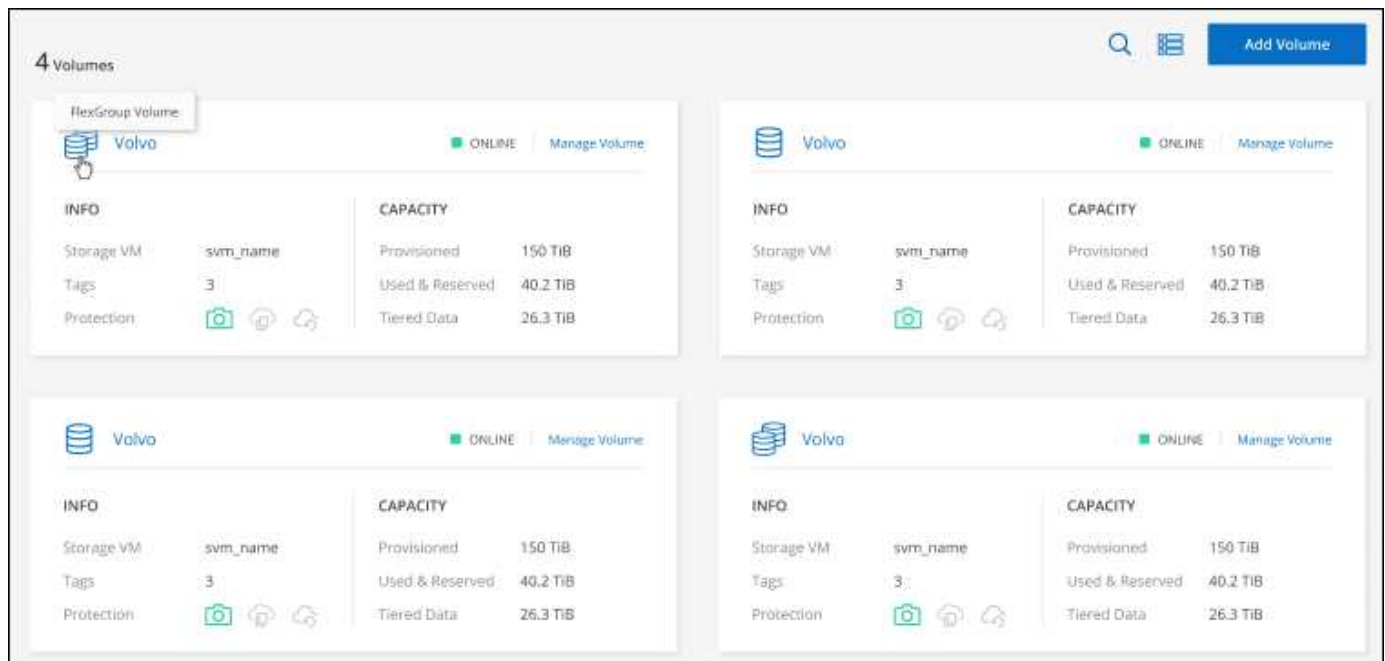 4 Volumes
Add Volume
FlexGroup Volume
Volvo
ONLINE
Manage Volume
INFO
CAPACITY
Storage VM svm_name
Provisioned 150 TiB
Tags 3
Used & Reserved 40.2 TiB
Protection
Tiered Data 26.3 TiB
Volvo
ONLINE
Manage Volume
INFO
CAPACITY
Storage VM svm_name
Provisioned 150 TiB
Tags 3
Used & Reserved 40.2 TiB
Protection
Tiered Data 26.3 TiB
Volvo
ONLINE
Manage Volume
INFO
CAPACITY
Storage VM svm_name
Provisioned 150 TiB
Tags 3
Used & Reserved 40.2 TiB
Protection
Tiered Data 26.3 TiB
Volvo
ONLINE
Manage Volume
INFO
CAPACITY
Storage VM svm_name
Provisioned 150 TiB
Tags 3
Used & Reserved 40.2 TiB
Protection
Tiered Data 26.3 TiB